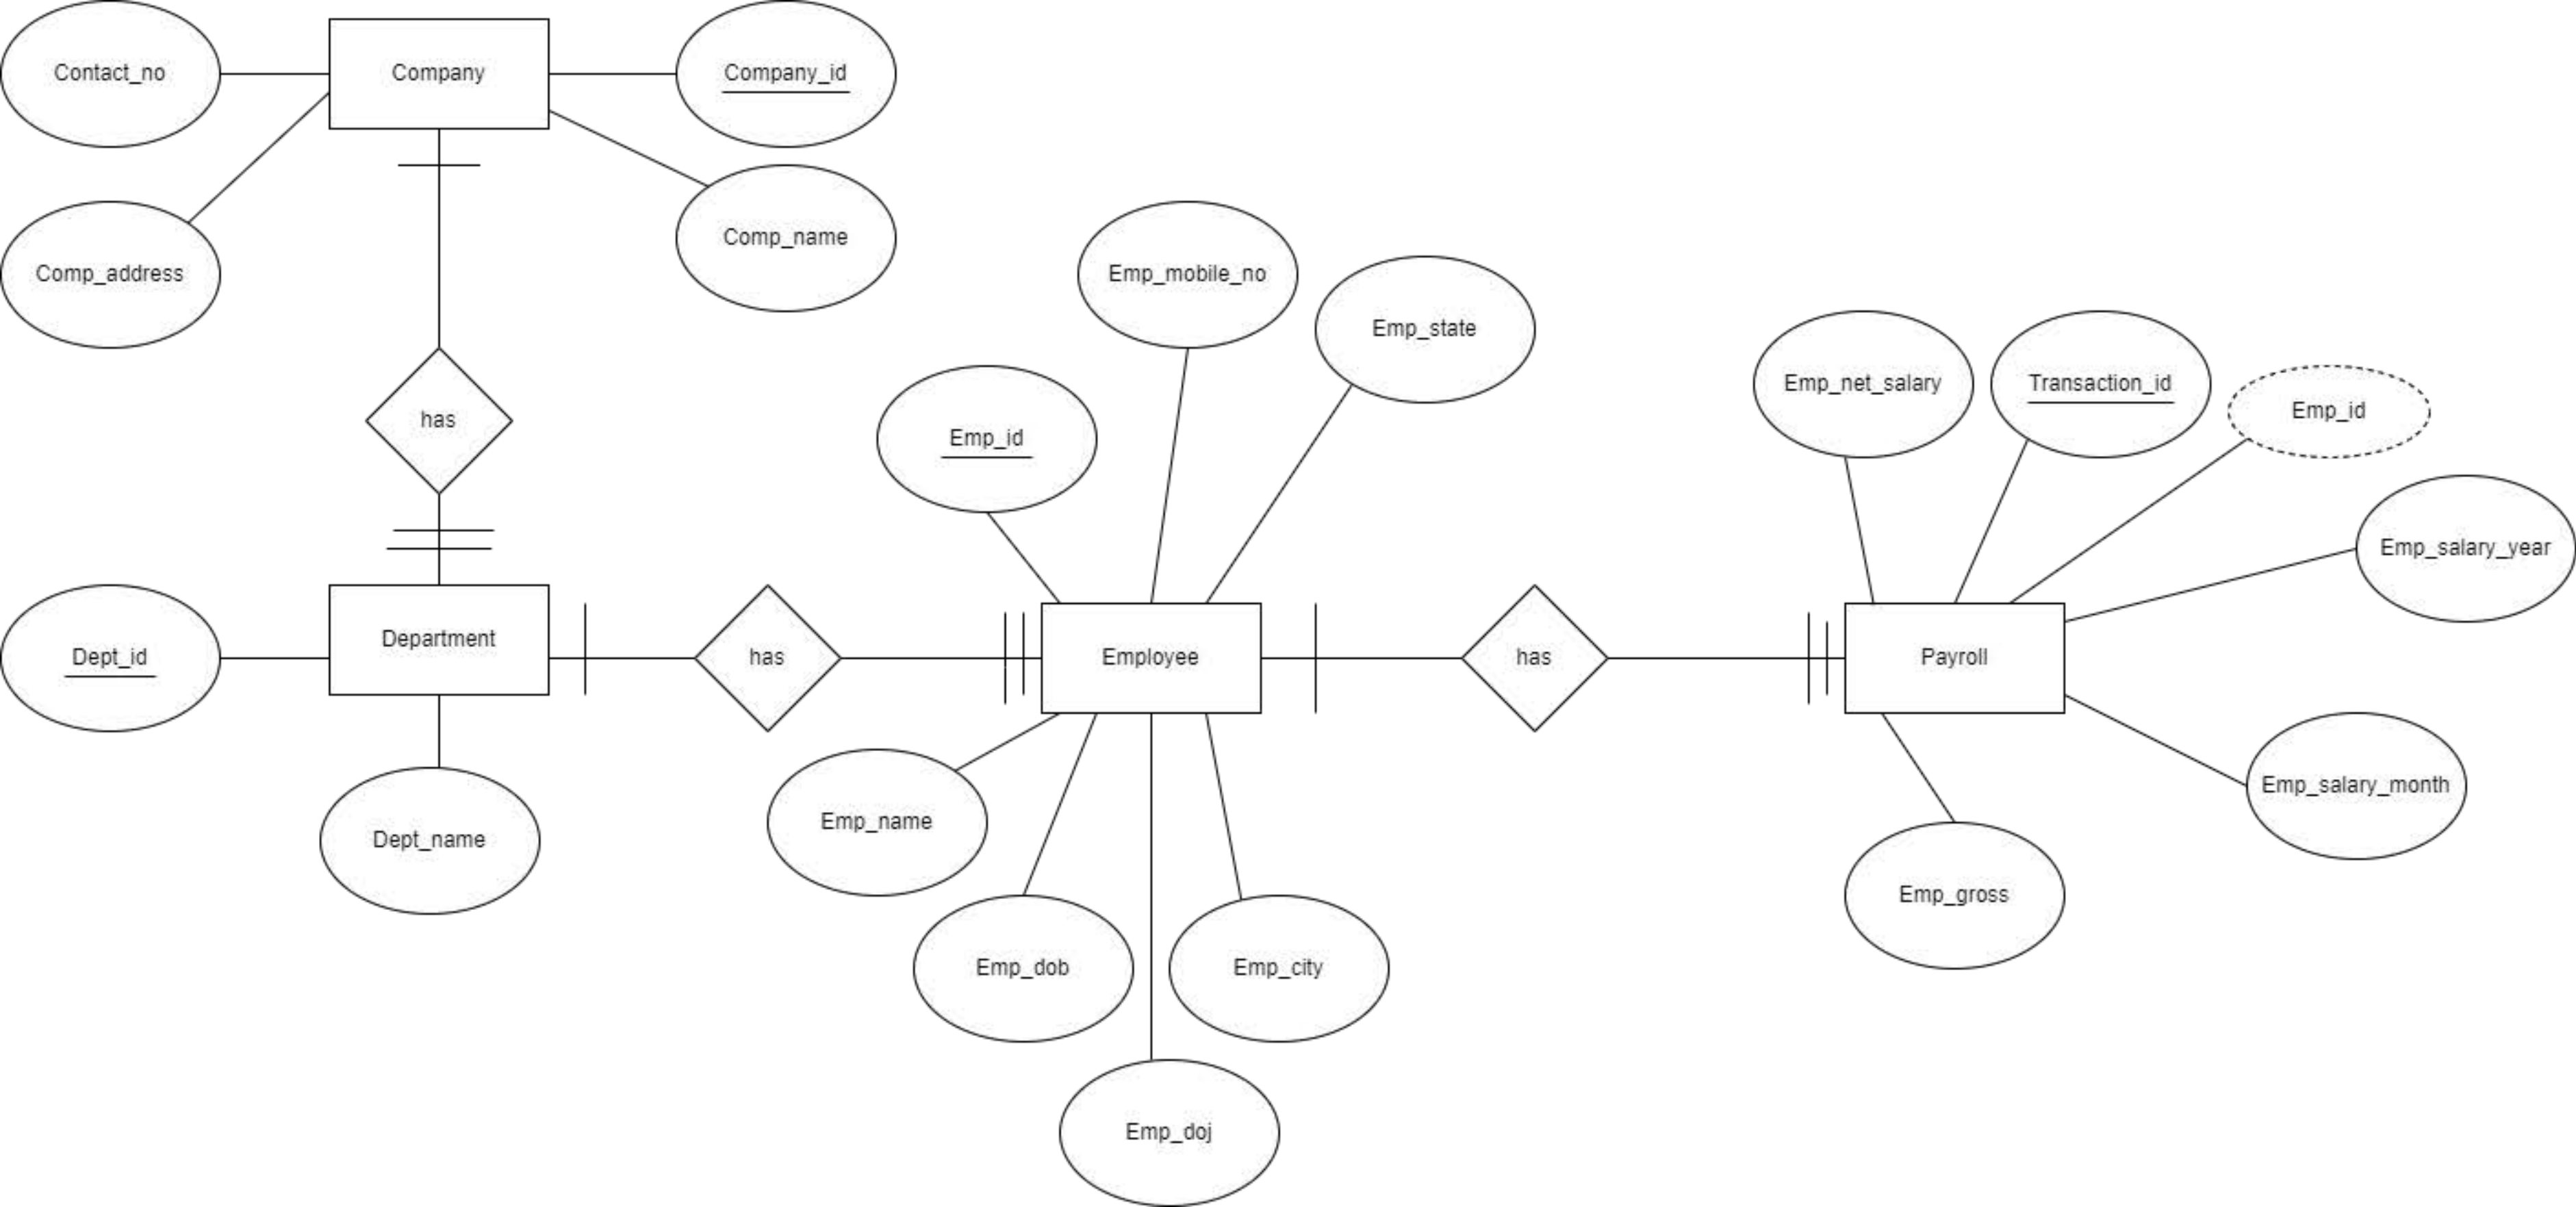 Contact_no
Company
Company_id
Comp_name
Comp_address
has
Emp_mobile_no
Emp_state
Emp_id
Emp_net_salary
Transaction_id
Emp_id
Emp_salary_year
Dept_id
Department
has
Employee
has
Payroll
Dept_name
Emp_name
Emp_salary_month
Emp_gross
Emp_dob
Emp_city
Emp_doj